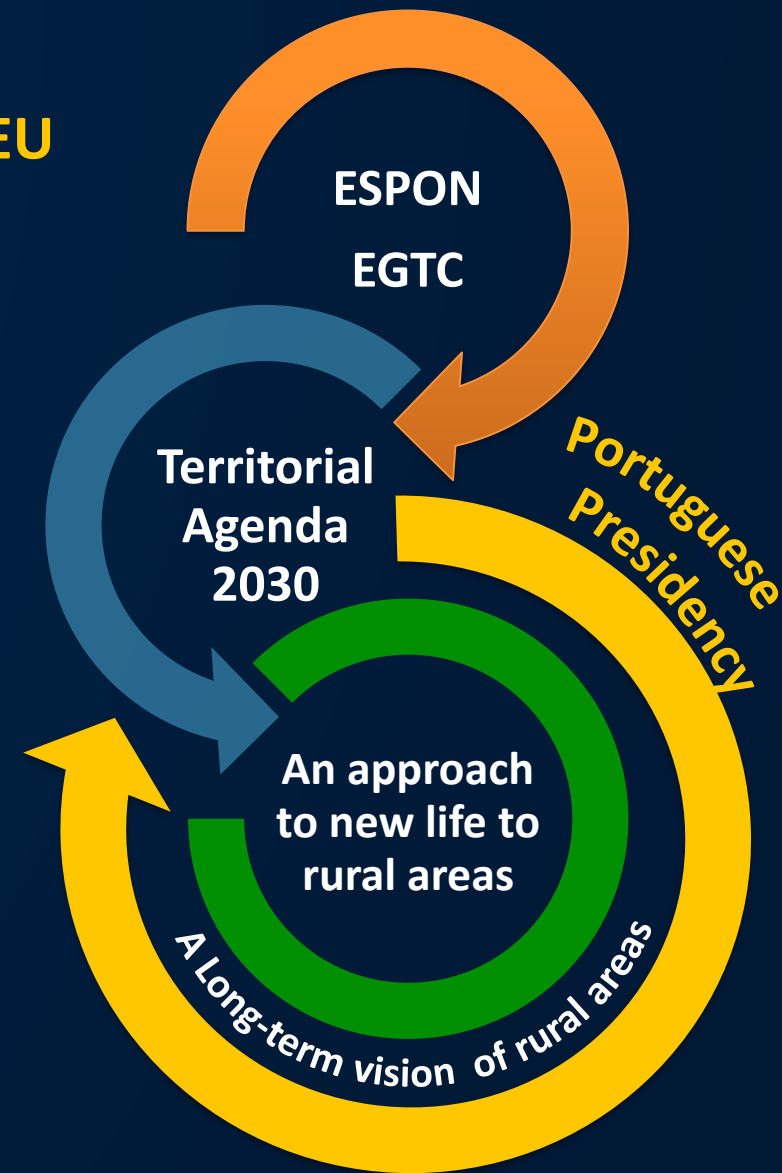 EU
ESPON
EGTC
Territorial
Agenda
2030
Portuguese
Presidency
An approach
to new life to
rural areas
A Long-term vision of rural areas